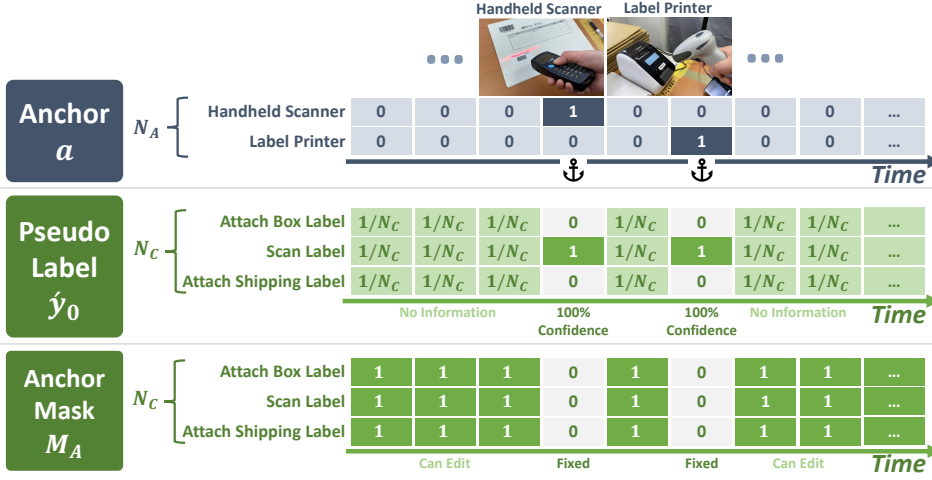 Handheld Scanner Label Printer
... ...
Anchor
a
N_A
Handheld Scanner 0 0 0 1 0 0 0 0 ...
Label Printer 0 0 0 0 0 1 0 0 ...
Time
Pseudo
Label
ý_0
N_C
Attach Box Label 1/N_C 1/N_C 1/N_C 0 1/N_C 0 1/N_C 1/N_C ...
Scan Label 1/N_C 1/N_C 1/N_C 1 1/N_C 1 1/N_C 1/N_C ...
Attach Shipping Label 1/N_C 1/N_C 1/N_C 0 1/N_C 0 1/N_C 1/N_C ...
No Information 100% Confidence 100% Confidence No Information Time
Anchor
Mask
M_A
N_C
Attach Box Label 1 1 1 0 1 0 1 1 ...
Scan Label 1 1 1 0 1 0 1 1 ...
Attach Shipping Label 1 1 1 0 1 0 1 1 ...
Can Edit Fixed Fixed Can Edit Time